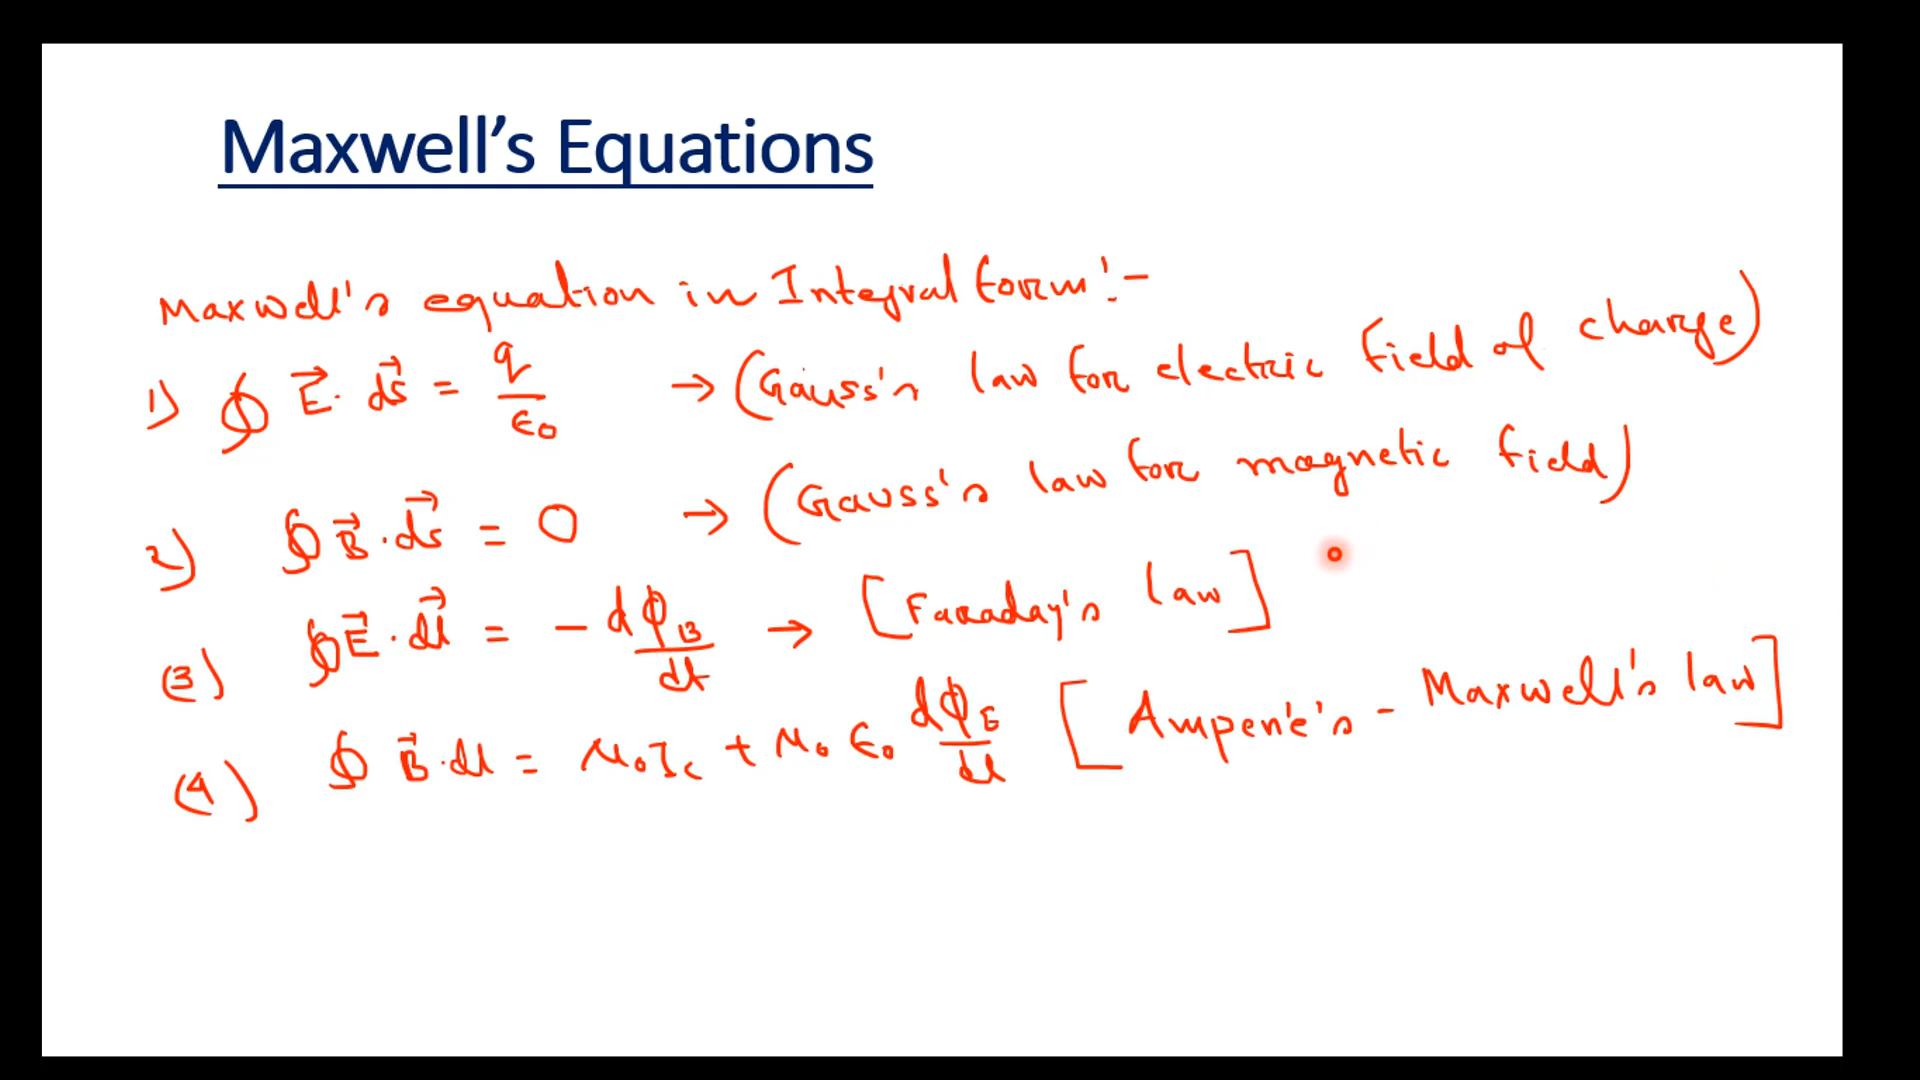 Maxwell's Equations
Maxwell's equation in Integral form :-
1) ∮ E⃗ · ds⃗ = q/ε₀ → (Gauss's law for electric field of charge)
2) ∮ B⃗ · ds⃗ = 0 → (Gauss's law for magnetic field)
(3) ∮ E⃗ · dl⃗ = - dΦ_B/dt → [Faraday's law]
(4) ∮ B⃗ · dl = μ₀I_c + μ₀ ε₀ dΦ_E/dt [Ampere's - Maxwell's law]